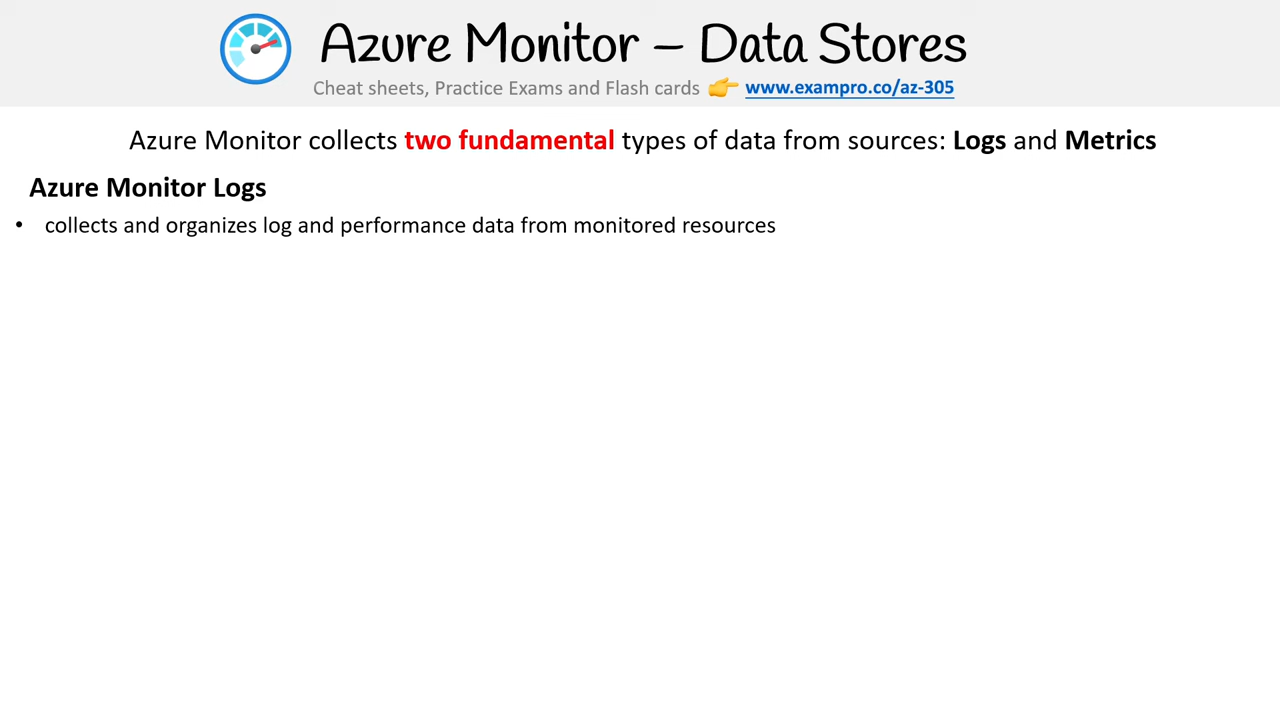 Azure Monitor – Data Stores
Cheat sheets, Practice Exams and Flash cards 👉 www.exampro.co/az-305
Azure Monitor collects two fundamental types of data from sources: Logs and Metrics
Azure Monitor Logs
• collects and organizes log and performance data from monitored resources